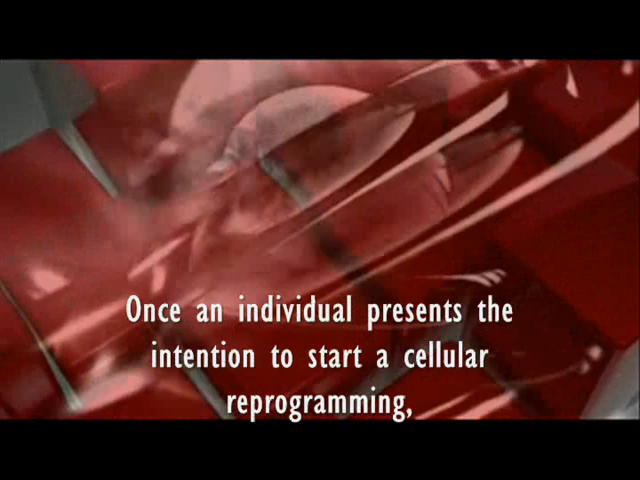 Once an individual presents the
intention to start a cellular
reprogramming,